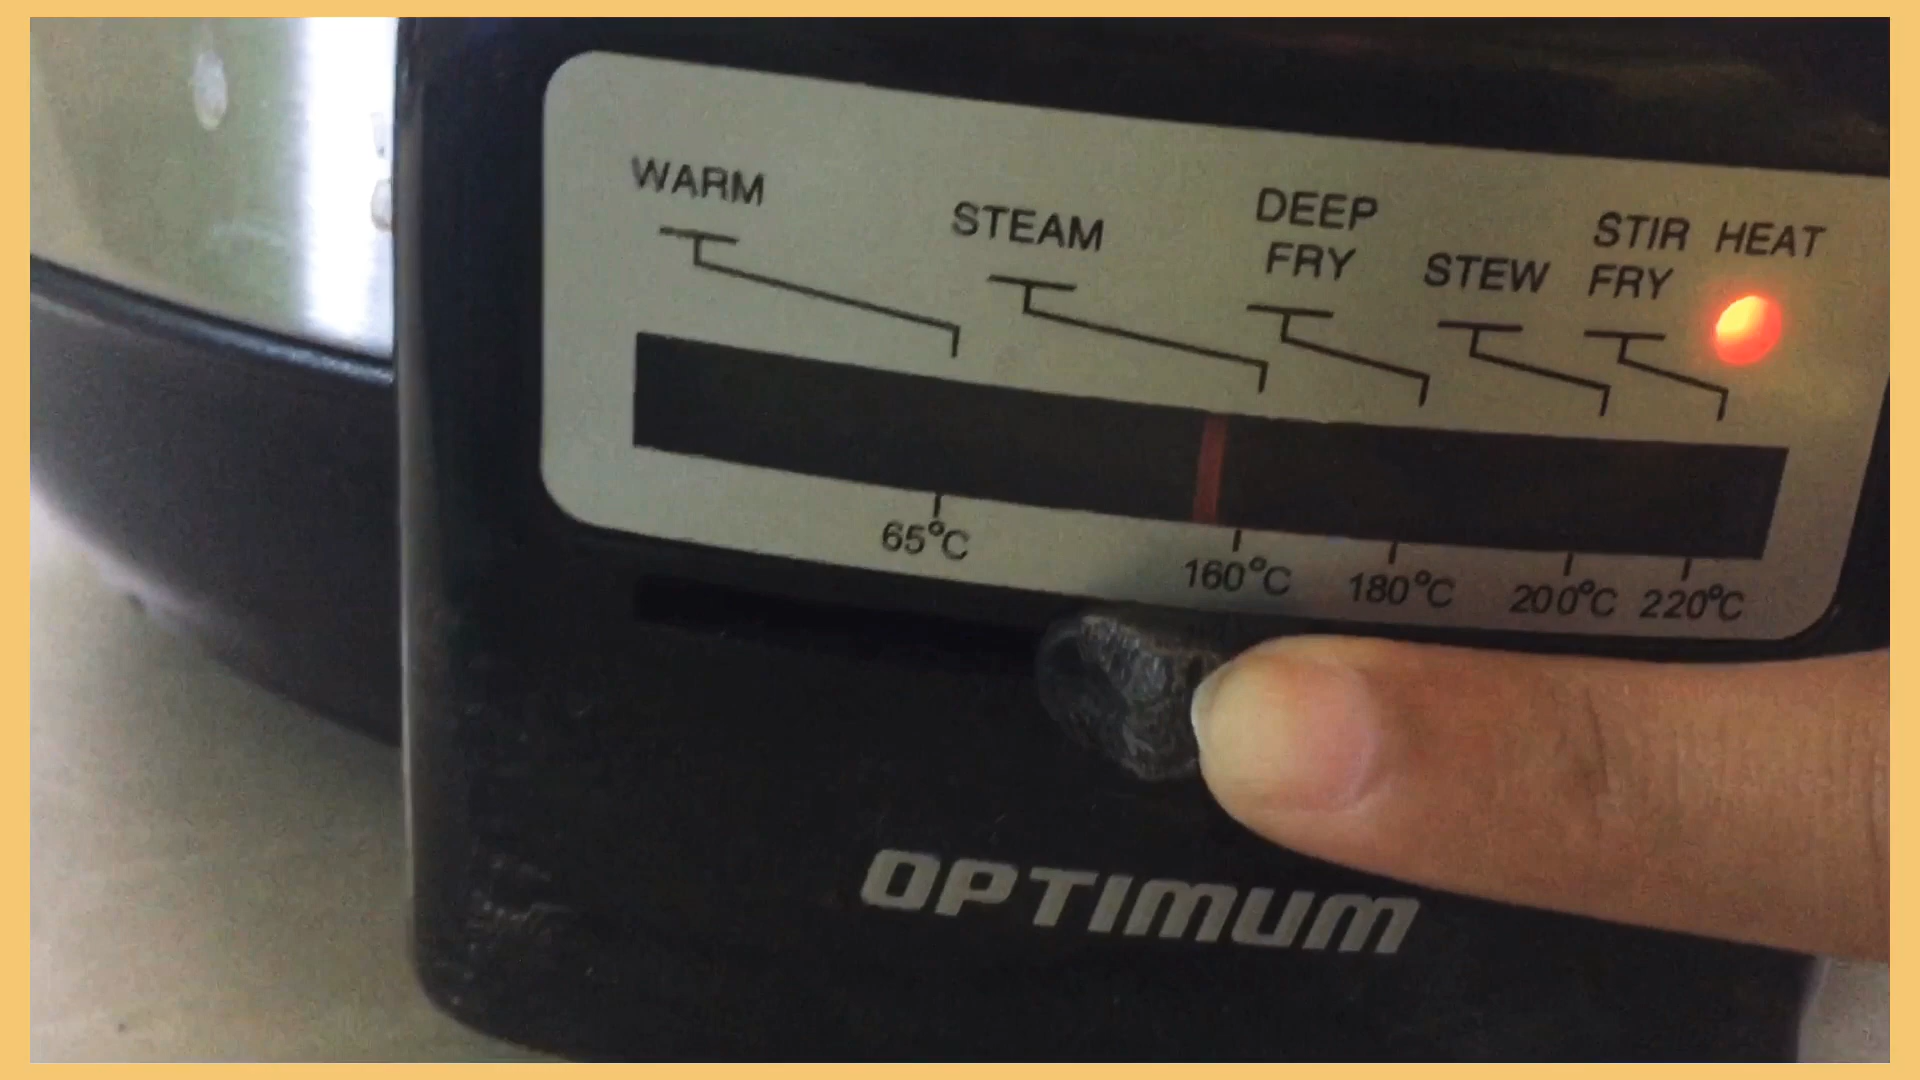 WARM
STEAM
DEEP
FRY
STEW
STIR
FRY
HEAT
65°C
160°C
180°C
200°C
220°C
OPTIMUM